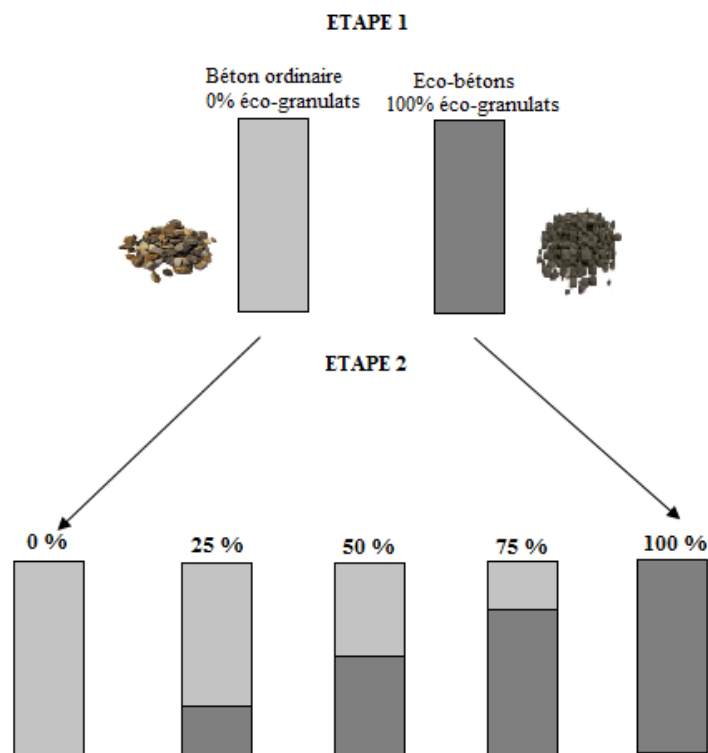 ETAPE 1
Béton ordinaire
0% éco-granulats
Eco-bétons
100% éco-granulats
ETAPE 2
0 %
25 %
50 %
75 %
100 %